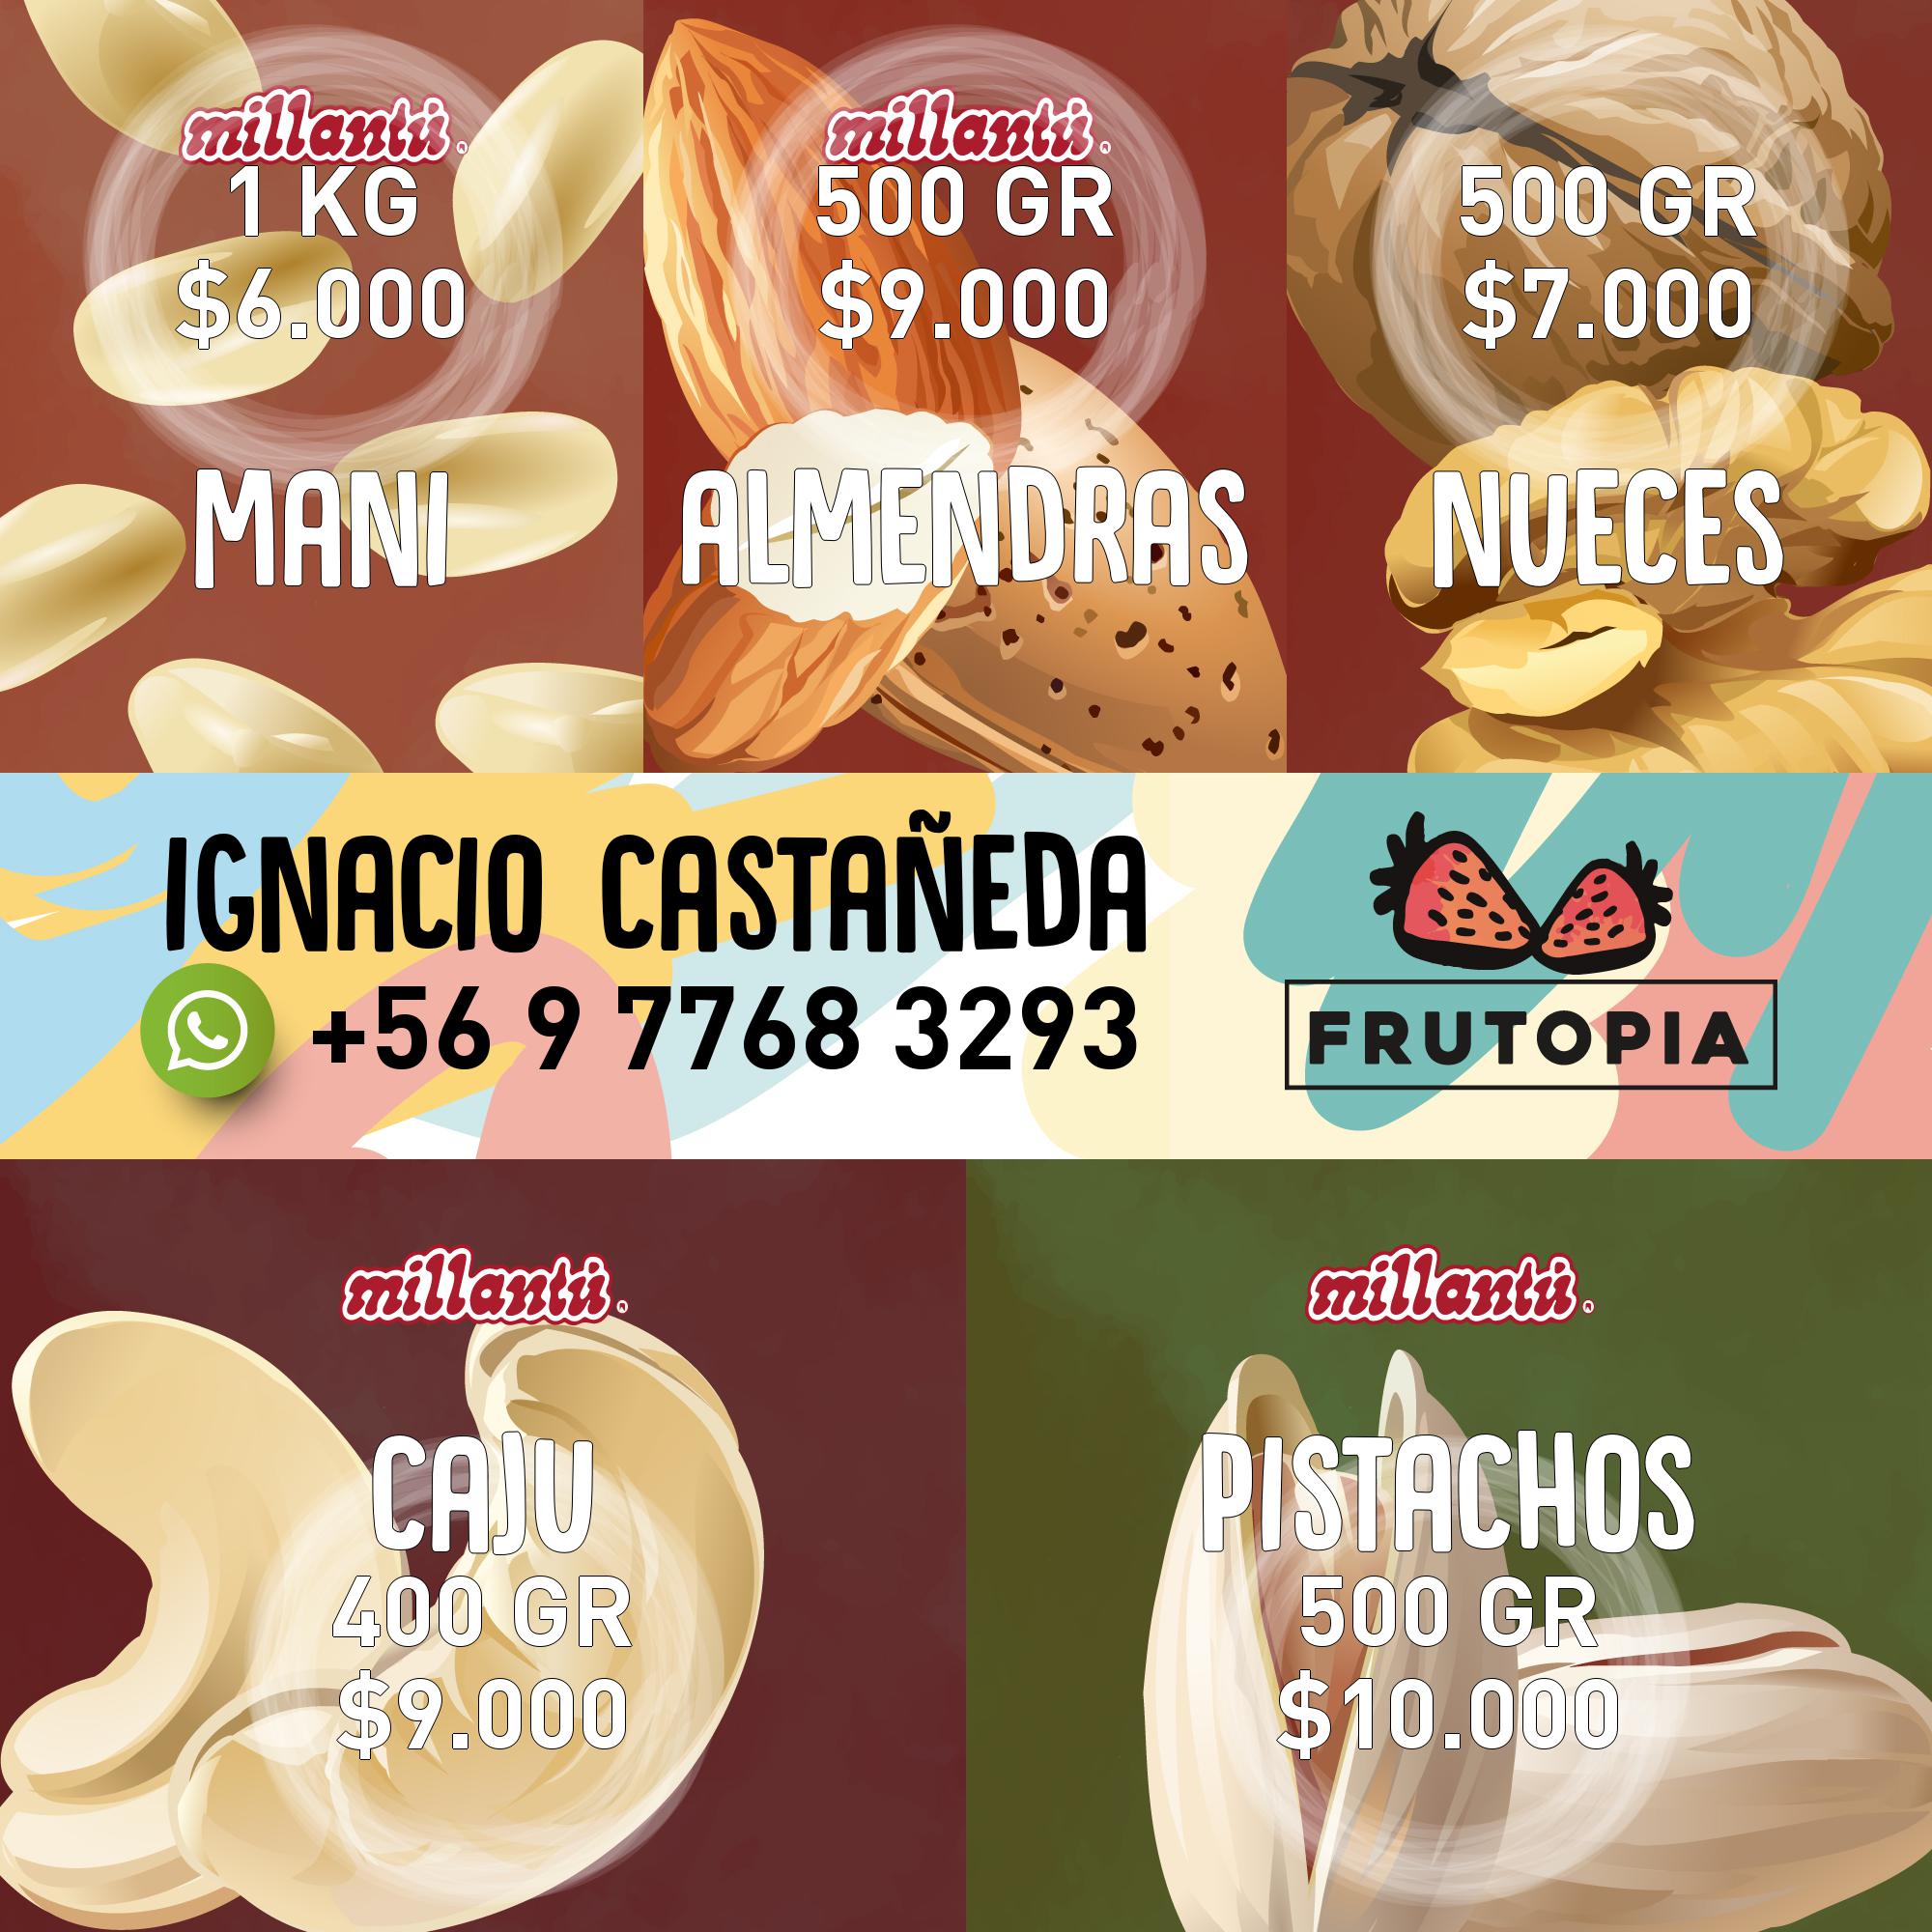 millantú
1 KG
$6.000
MANI
millantú
500 GR
$9.000
ALMENDRAS
500 GR
$7.000
NUECES
IGNACIO CASTAÑEDA
+56 9 7768 3293
FRUTOPIA
millantú
CAJU
400 GR
$9.000
millantú
PISTACHOS
500 GR
$10.000